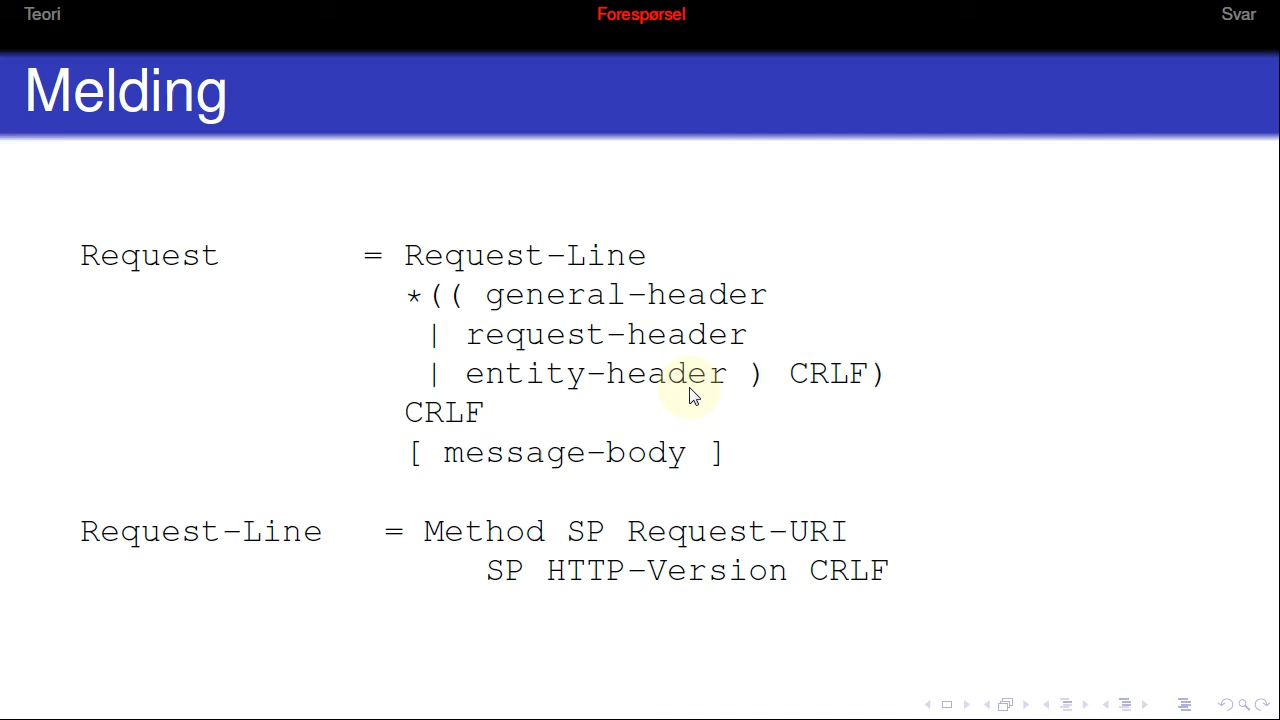 Teori Forespørsel Svar
Melding
Request = Request-Line
*(( general-header
| request-header
| entity-header ) CRLF)
CRLF
[ message-body ]
Request-Line = Method SP Request-URI
SP HTTP-Version CRLF